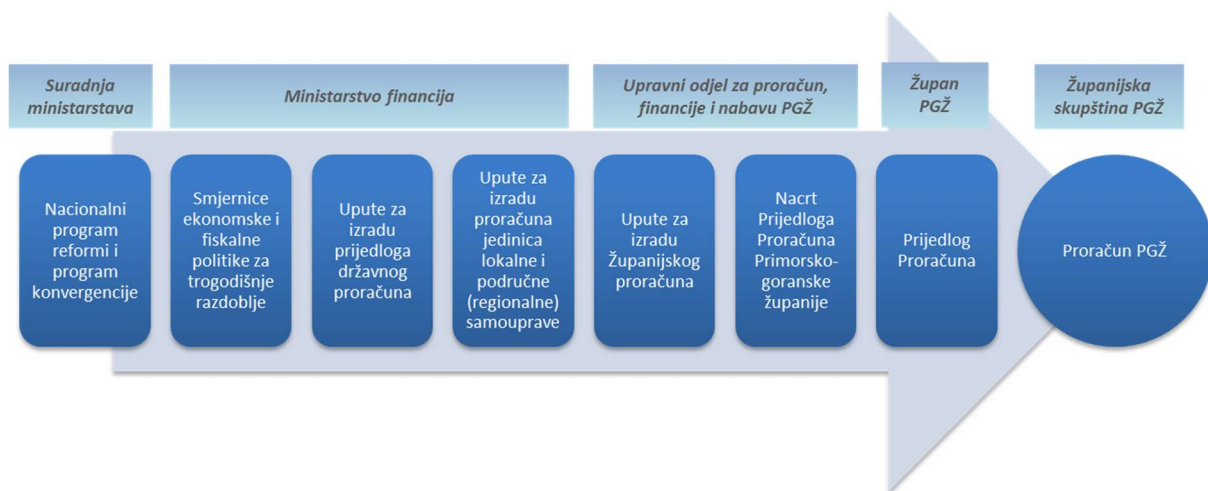 Suradnja
ministarstava
Ministarstvo financija
Upravni odjel za proračun,
financije i nabavu PGŽ
Župan
PGŽ
Županijska
skupština PGŽ
Nacionalni
program
reformi i
program
konvergencije
Smjernice
ekonomske i
fiskalne
politike za
trogodišnje
razdoblje
Upute za
izradu
prijedloga
državnog
proračuna
Upute za
izradu
proračuna
jedinica
lokalne i
područne
(regionalne)
samouprave
Upute za
izradu
Županijskog
proračuna
Nacrt
Prijedloga
Proračuna
Primorsko-
goranske
županije
Prijedlog
Proračuna
Proračun PGŽ